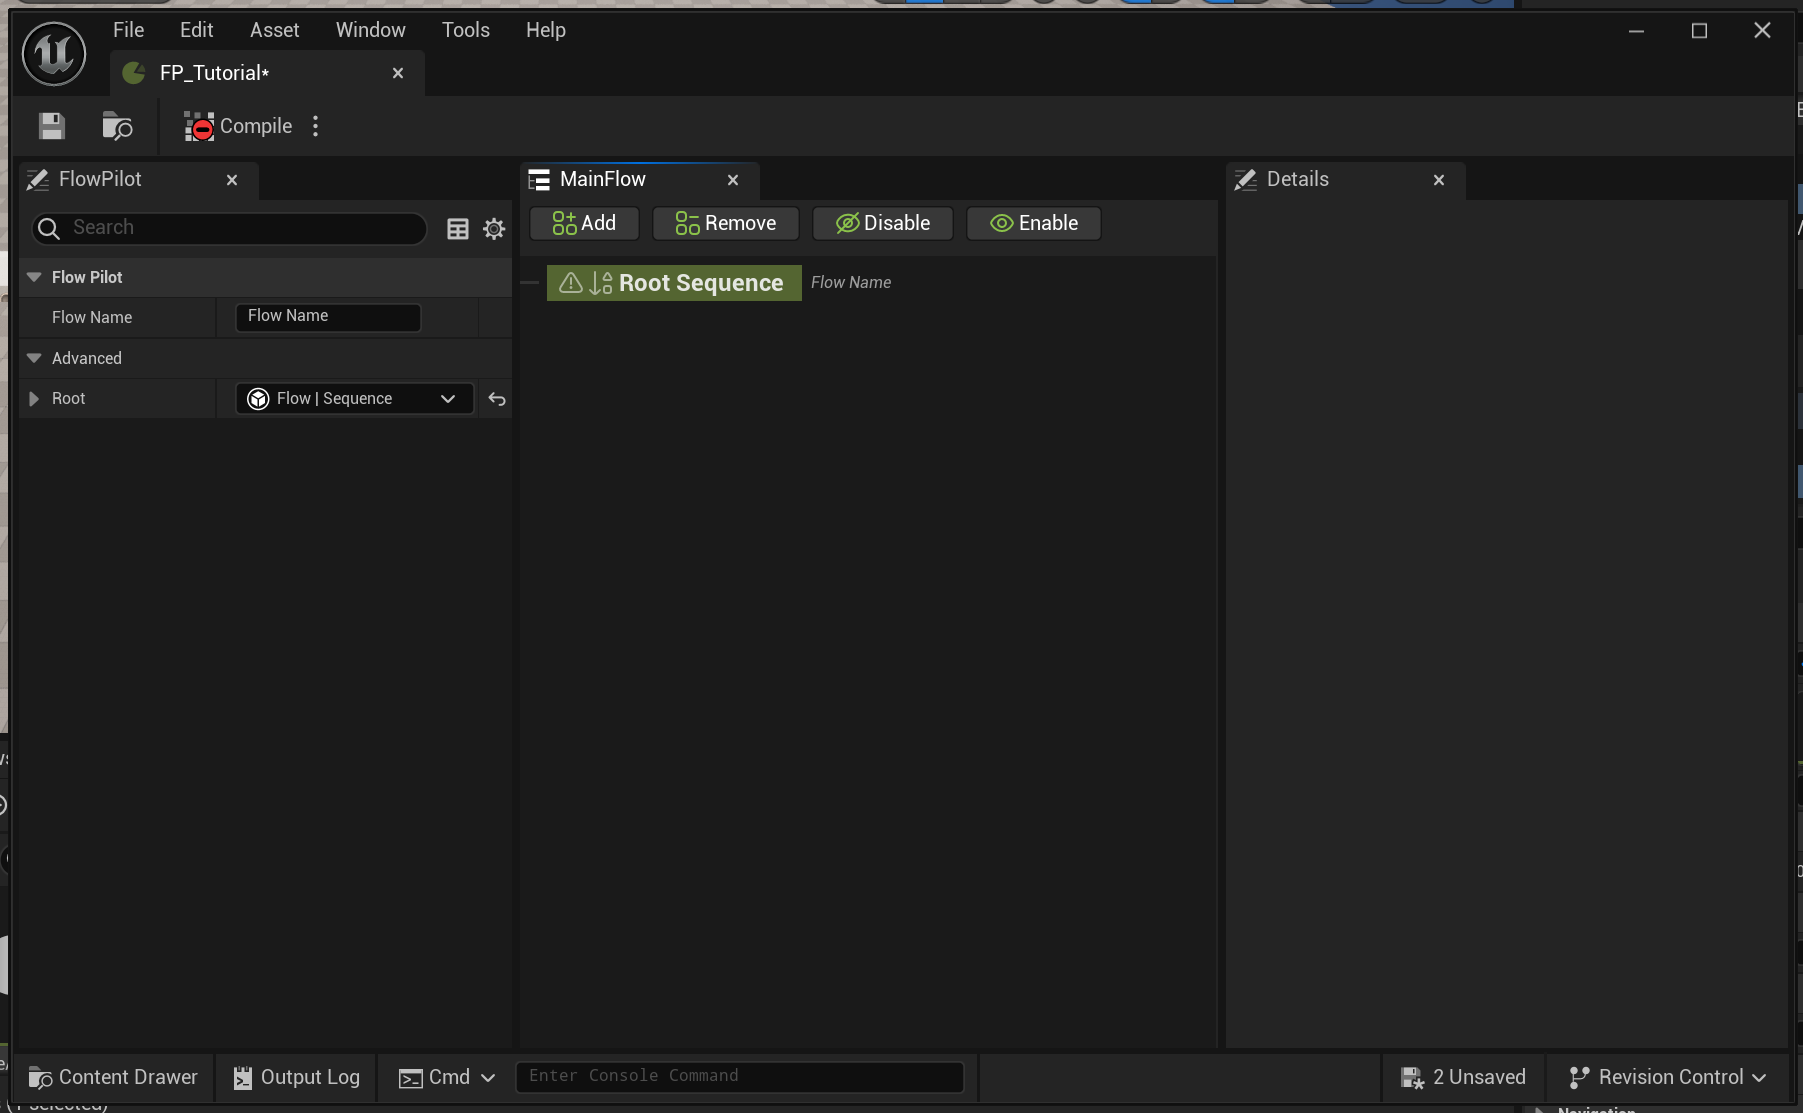 File Edit Asset Window Tools Help
FP_Tutorial*
Compile
FlowPilot
MainFlow
Details
Search
Add
Remove
Disable
Enable
Flow Pilot
Flow Name
Flow Name
Advanced
Root
Flow | Sequence
Root Sequence
Flow Name
Content Drawer
Output Log
Cmd
Enter Console Command
2 Unsaved
Revision Control